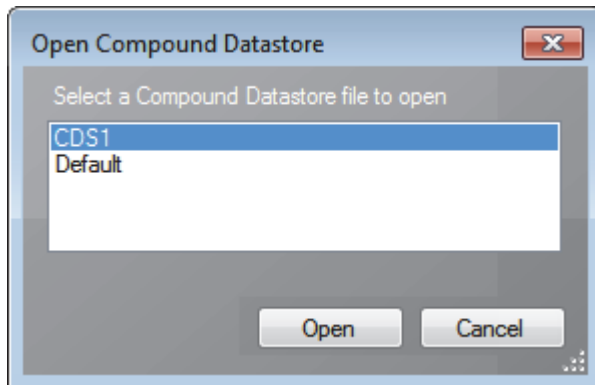 Open Compound Datastore
Select a Compound Datastore file to open
CDS1
Default
Open Cancel